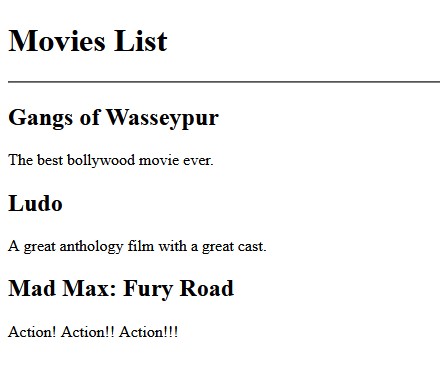 Movies List
Gangs of Wasseypur
The best bollywood movie ever.
Ludo
A great anthology film with a great cast.
Mad Max: Fury Road
Action! Action!! Action!!!